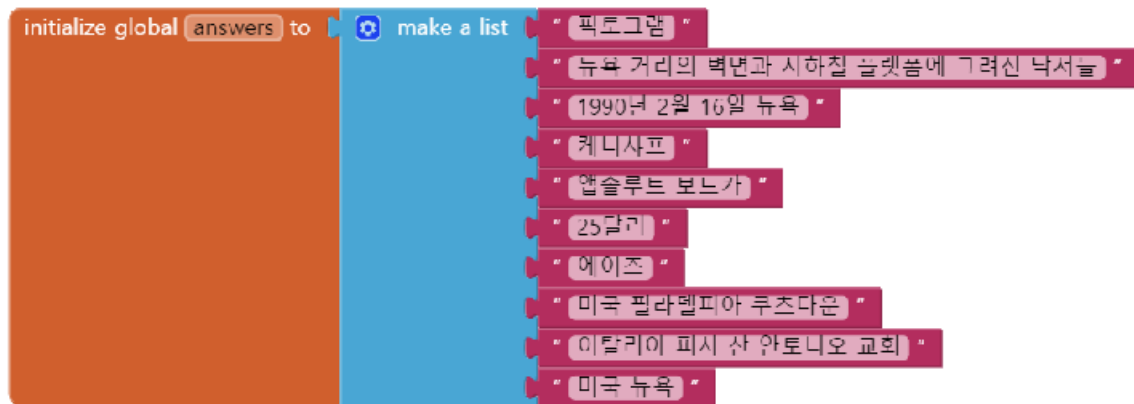 initialize global answers to make a list "픽토그램"
"뉴욕 거리의 벽면과 지하철 플랫폼에 그려진 낙서들"
"1990년 2월 16일 뉴욕"
"케니샤프"
"앱솔루트 보드카"
"25달러"
"에이즈"
"미국 필라델피아 쿠츠타운"
"이탈리아 피사 산 안토니오 교회"
"미국 뉴욕"